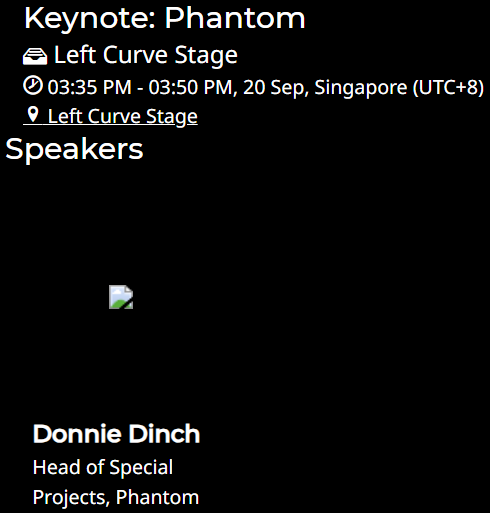 Keynote: Phantom
Left Curve Stage
03:35 PM - 03:50 PM, 20 Sep, Singapore (UTC+8)
Left Curve Stage
Speakers
Donnie Dinch
Head of Special
Projects, Phantom